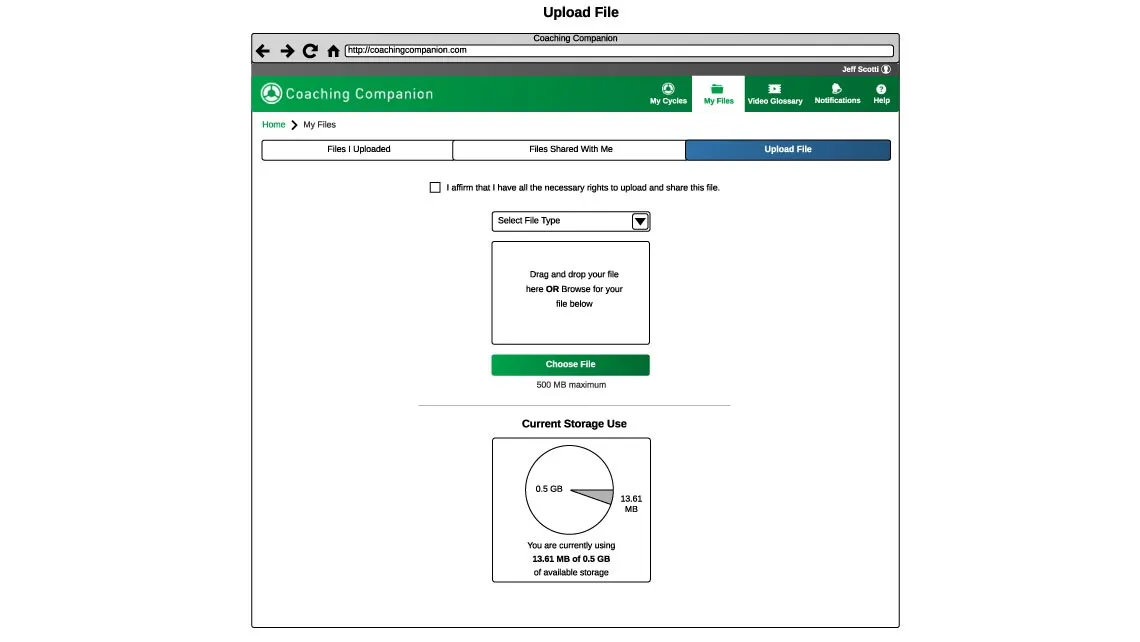 Upload File
Coaching Companion
http://coachingcompanion.com
Jeff Scotti
Coaching Companion
My Cycles
My Files
Video Glossary
Notifications
Help
Home
My Files
Files I Uploaded
Files Shared With Me
Upload File
I affirm that I have all the necessary rights to upload and share this file.
Select File Type
Drag and drop your file
here OR Browse for your
file below
Choose File
500 MB maximum
Current Storage Use
0.5 GB
13.61
MB
You are currently using
13.61 MB of 0.5 GB
of available storage